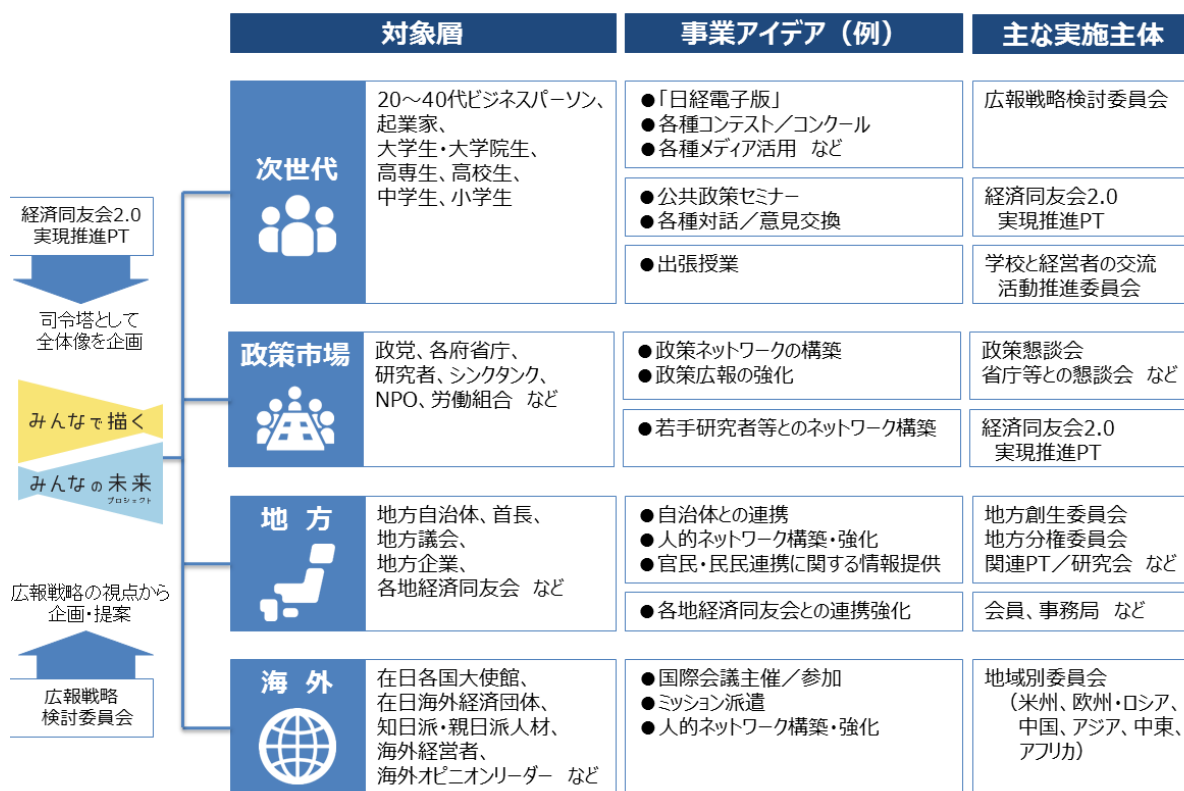 対象層
事業アイデア（例）
主な実施主体
経済同友会2.0
実現推進PT
司令塔として
全体像を企画
みんなで描く
みんなの未来
プロジェクト
広報戦略の視点から
企画・提案
広報戦略
検討委員会
次世代
20～40代ビジネスパーソン、
起業家、
大学生・大学院生、
高専生、高校生、
中学生、小学生
●「日経電子版」
●各種コンテスト／コンクール
●各種メディア活用 など
広報戦略検討委員会
●公共政策セミナー
●各種対話／意見交換
経済同友会2.0
実現推進PT
●出張授業
学校と経営者の交流
活動推進委員会
政策市場
政党、各府省庁、
研究者、シンクタンク、
NPO、労働組合 など
●政策ネットワークの構築
●政策広報の強化
政策懇談会
省庁等との懇談会 など
●若手研究者等とのネットワーク構築
経済同友会2.0
実現推進PT
地 方
地方自治体、首長、
地方議会、
地方企業、
各地経済同友会 など
●自治体との連携
●人的ネットワーク構築・強化
●官民・民民連携に関する情報提供
地方創生委員会
地方分権委員会
関連PT／研究会 など
●各地経済同友会との連携強化
会員、事務局 など
海 外
在日各国大使館、
在日海外経済団体、
知日派・親日派人材、
海外経営者、
海外オピニオンリーダー など
●国際会議主催／参加
●ミッション派遣
●人的ネットワーク構築・強化
地域別委員会
（米州、欧州・ロシア、
中国、アジア、中東、
アフリカ）